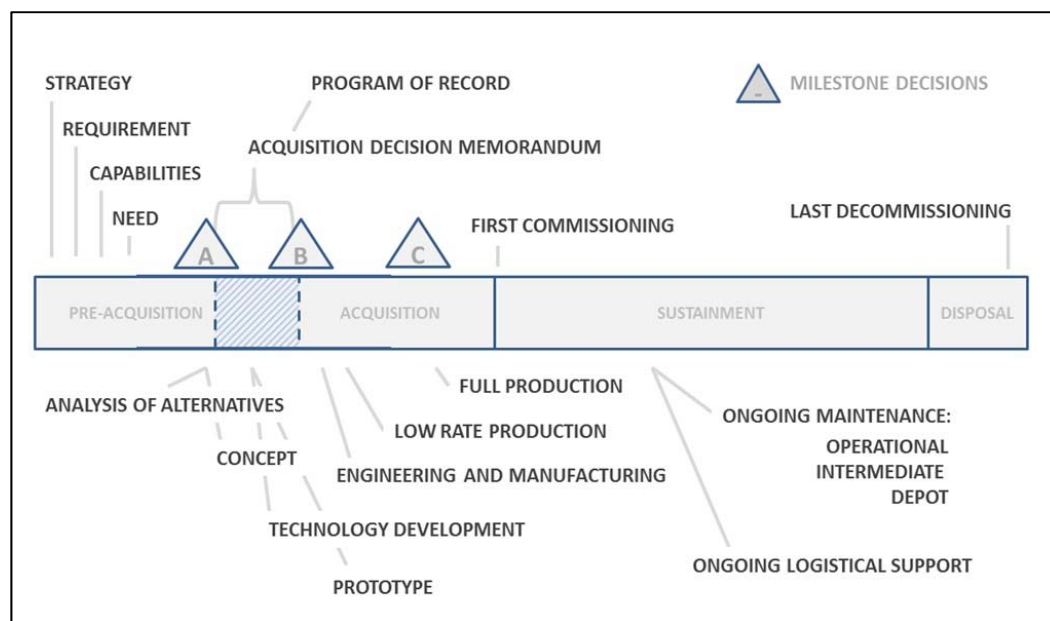 STRATEGY
PROGRAM OF RECORD
-
MILESTONE DECISIONS
REQUIREMENT
ACQUISITION DECISION MEMORANDUM
CAPABILITIES
NEED
FIRST COMMISSIONING
LAST DECOMMISSIONING
A
B
C
PRE-ACQUISITION
ACQUISITION
SUSTAINMENT
DISPOSAL
ANALYSIS OF ALTERNATIVES
FULL PRODUCTION
ONGOING MAINTENANCE:
OPERATIONAL
INTERMEDIATE
DEPOT
LOW RATE PRODUCTION
CONCEPT
ENGINEERING AND MANUFACTURING
TECHNOLOGY DEVELOPMENT
ONGOING LOGISTICAL SUPPORT
PROTOTYPE